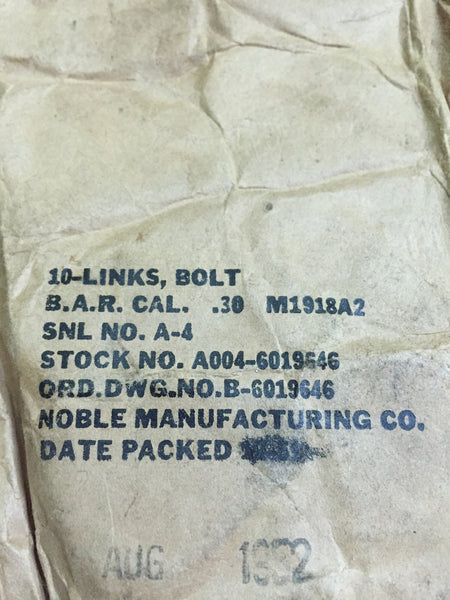 10-LINKS, BOLT
B.A.R. CAL. .30 M1918A2
SNL NO. A-4
STOCK NO. A004-6019646
ORD.DWG.NO.B-6019646
NOBLE MANUFACTURING CO.
DATE PACKED
AUG 1952